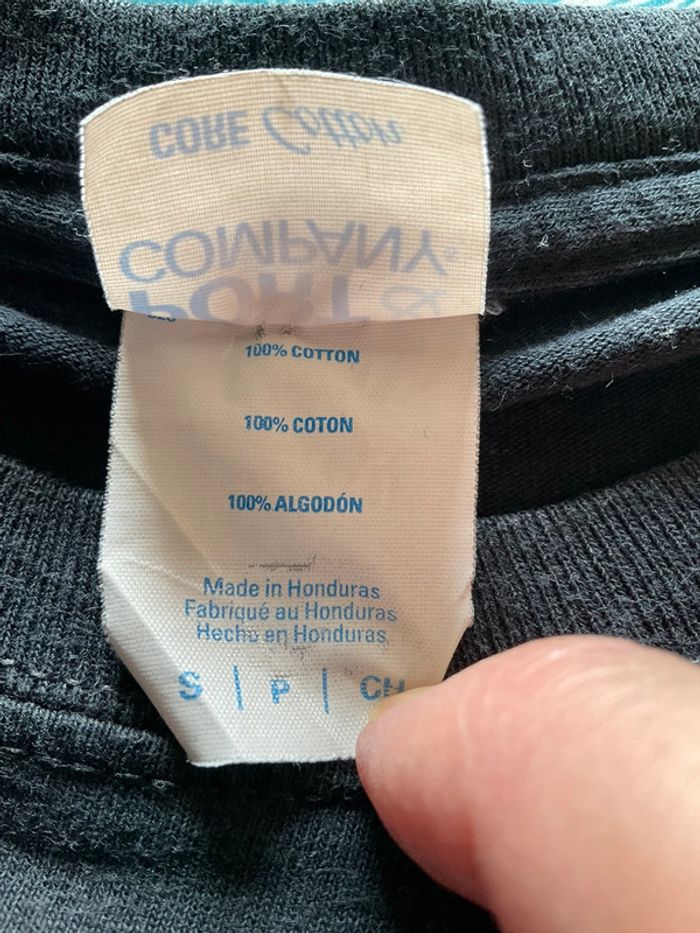 CORE Cotton
COMPANY®
PORT &
100% COTTON
100% COTON
100% ALGODÓN
Made in Honduras
Fabriqué au Honduras
Hecho en Honduras
S | P | CH